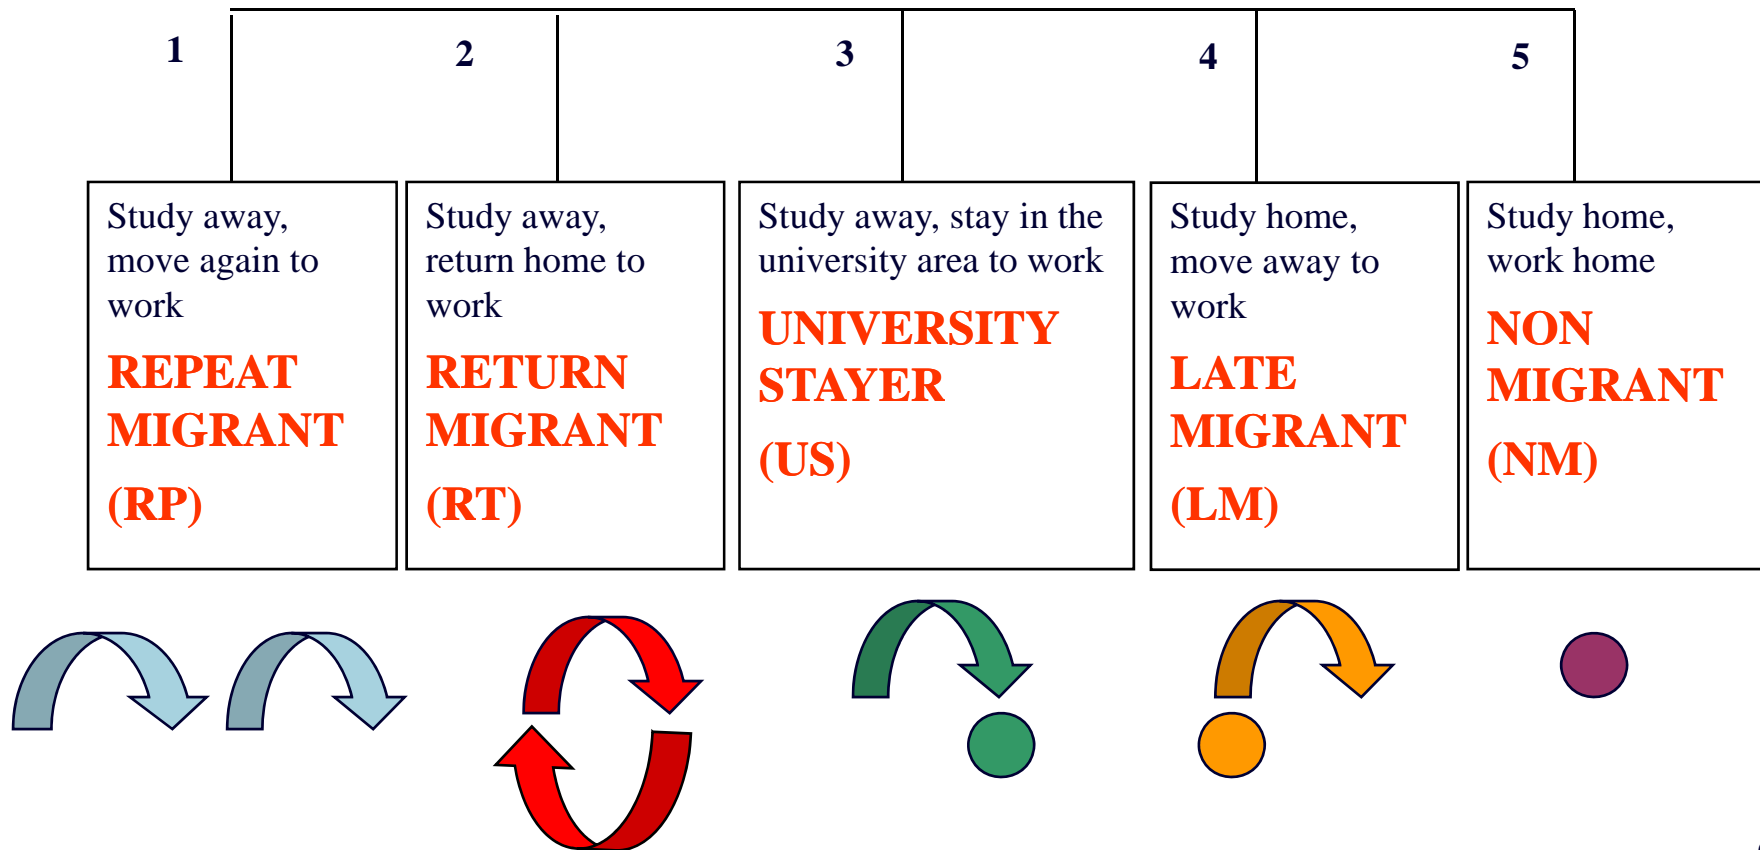 1
2
3
4
5
Study away,
move again to
work
REPEAT
MIGRANT
(RP)
Study away,
return home to
work
RETURN
MIGRANT
(RT)
Study away, stay in the
university area to work
UNIVERSITY
STAYER
(US)
Study home,
move away to
work
LATE
MIGRANT
(LM)
Study home,
work home
NON
MIGRANT
(NM)